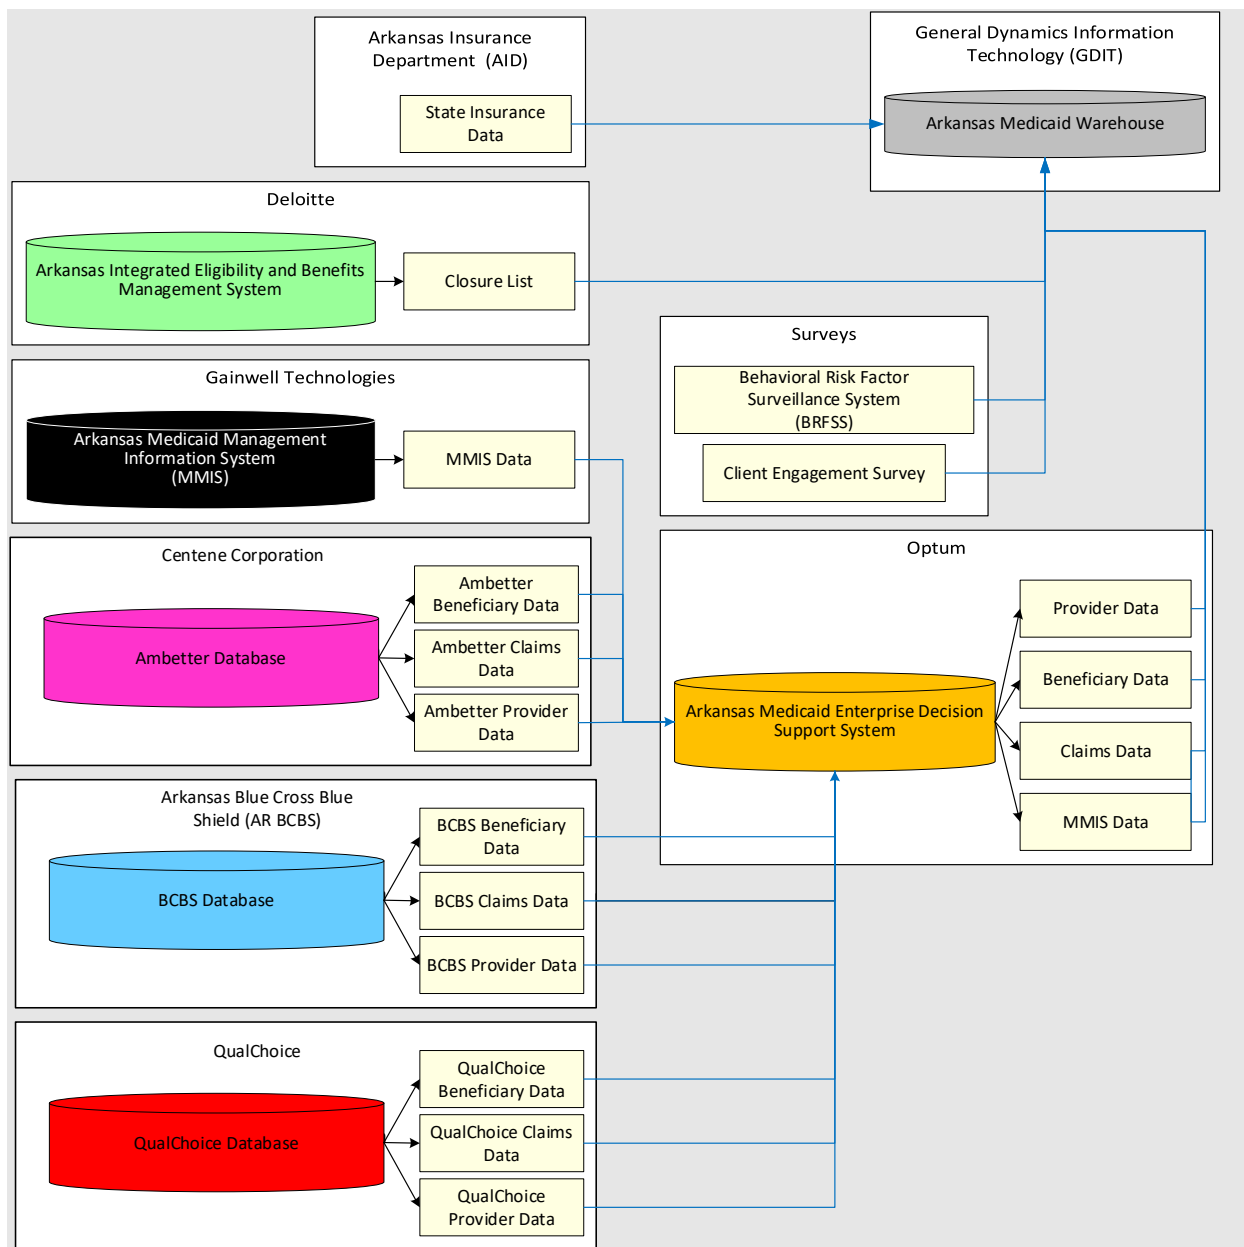 Arkansas Insurance
Department (AID)
State Insurance
Data
General Dynamics Information
Technology (GDIT)
Arkansas Medicaid Warehouse
Deloitte
Arkansas Integrated Eligibility and Benefits
Management System
Closure List
Surveys
Behavioral Risk Factor
Surveillance System
(BRFSS)
Client Engagement Survey
Gainwell Technologies
Arkansas Medicaid Management
Information System
(MMIS)
MMIS Data
Centene Corporation
Ambetter Database
Ambetter
Beneficiary Data
Ambetter Claims
Data
Ambetter Provider
Data
Optum
Arkansas Medicaid Enterprise Decision
Support System
Provider Data
Beneficiary Data
Claims Data
MMIS Data
Arkansas Blue Cross Blue
Shield (AR BCBS)
BCBS Database
BCBS Beneficiary
Data
BCBS Claims Data
BCBS Provider Data
QualChoice
QualChoice Database
QualChoice
Beneficiary Data
QualChoice Claims
Data
QualChoice
Provider Data